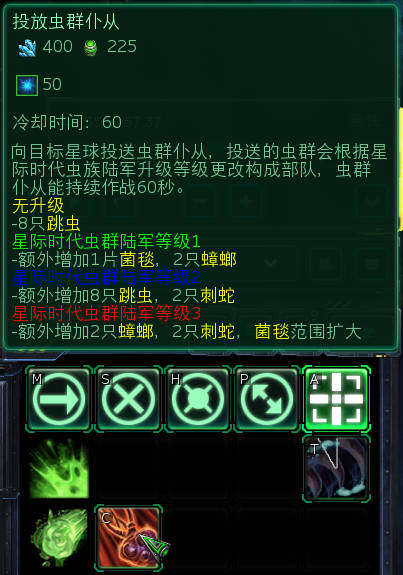 投放虫群仆从
400 225
50
冷却时间：60
向目标星球投送虫群仆从，投送的虫群会根据星
际时代虫族陆军升级等级更改构成部队，虫群
仆从能持续作战60秒。
无升级
-8只跳虫
星际时代虫群陆军等级1
-额外增加1片菌毯，2只蟑螂
星际时代虫群陆军等级2
-额外增加8只跳虫，2只刺蛇
星际时代虫群陆军等级3
-额外增加2只蟑螂，2只刺蛇，菌毯范围扩大
M S H P A
T
C